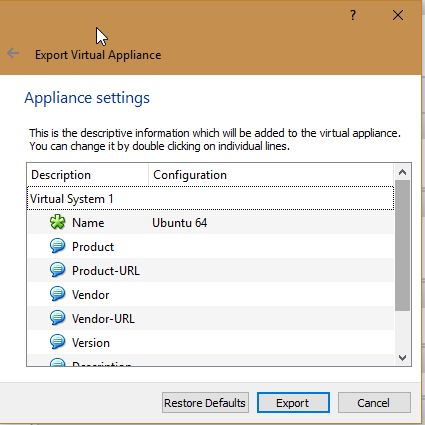 ?
Export Virtual Appliance
Appliance settings
This is the descriptive information which will be added to the virtual appliance.
You can change it by double clicking on individual lines.
Description Configuration
Virtual System 1
Name Ubuntu 64
Product
Product-URL
Vendor
Vendor-URL
Version
Description
Restore Defaults Export Cancel